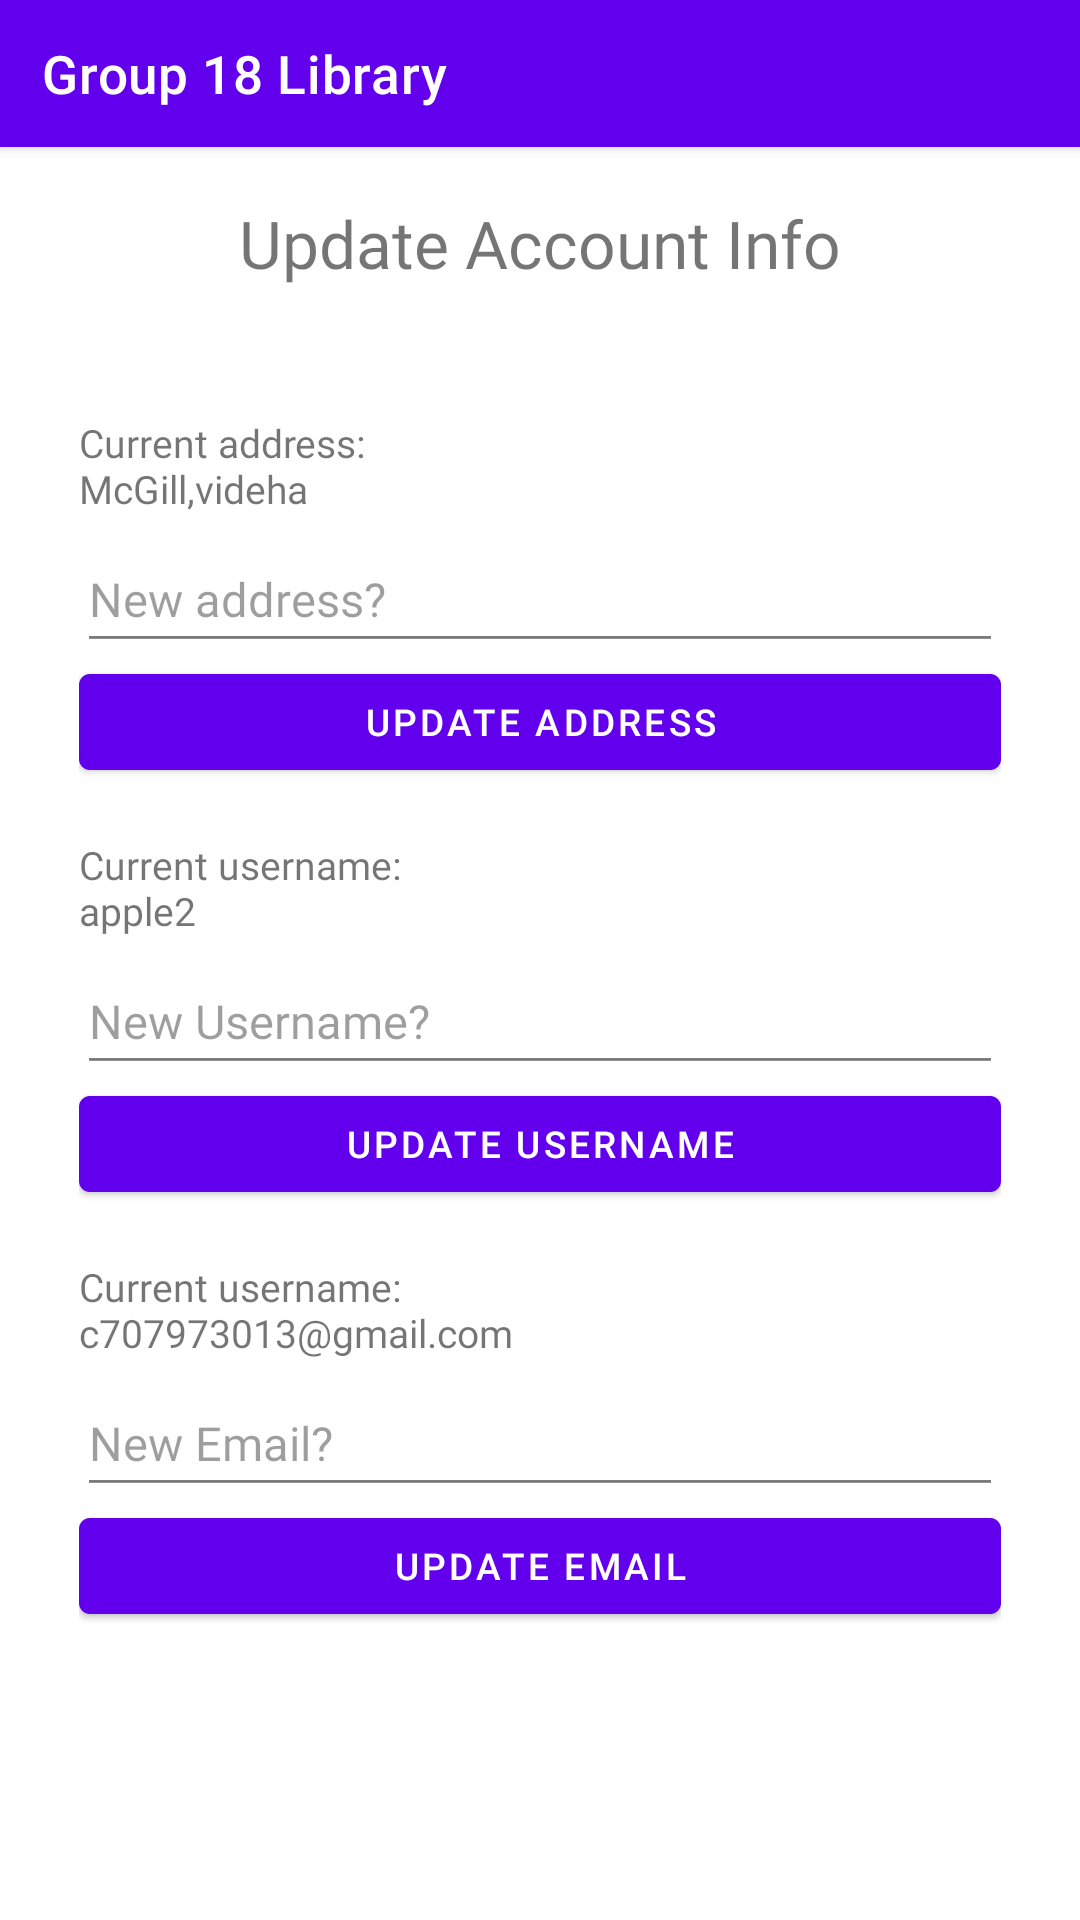 Group 18 Library
Update Account Info
Current address:
McGill,videha
New address?
UPDATE ADDRESS
Current username:
apple2
New Username?
UPDATE USERNAME
Current username:
c707973013@gmail.com
New Email?
UPDATE EMAIL